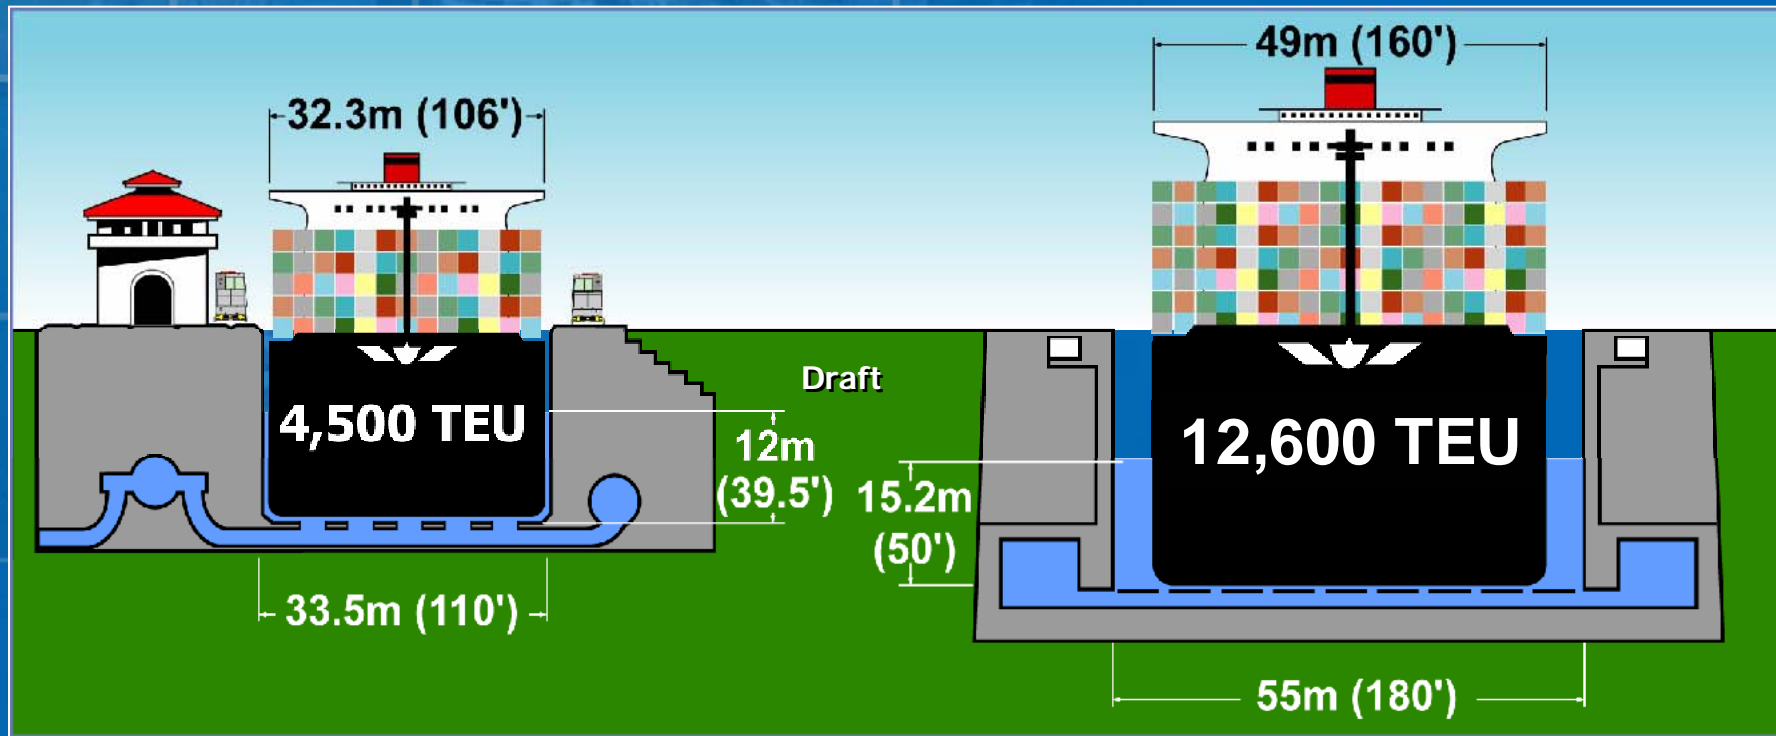 49m (160')
32.3m (106')
Draft
4,500 TEU
12m
(39.5')
12,600 TEU
15.2m
(50')
33.5m (110')
55m (180')